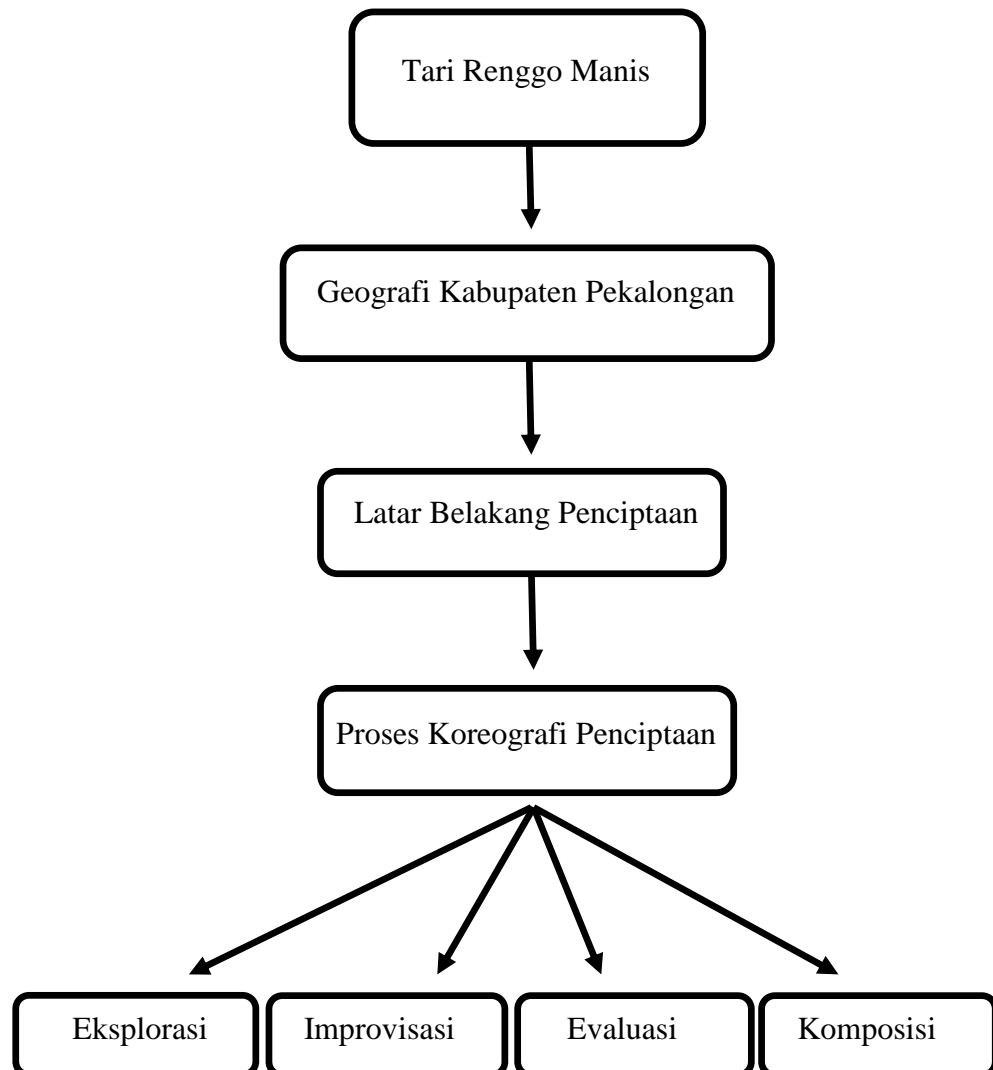 Tari Renggo Manis
Geografi Kabupaten Pekalongan
Latar Belakang Penciptaan
Proses Koreografi Penciptaan
Eksplorasi
Improvisasi
Evaluasi
Komposisi